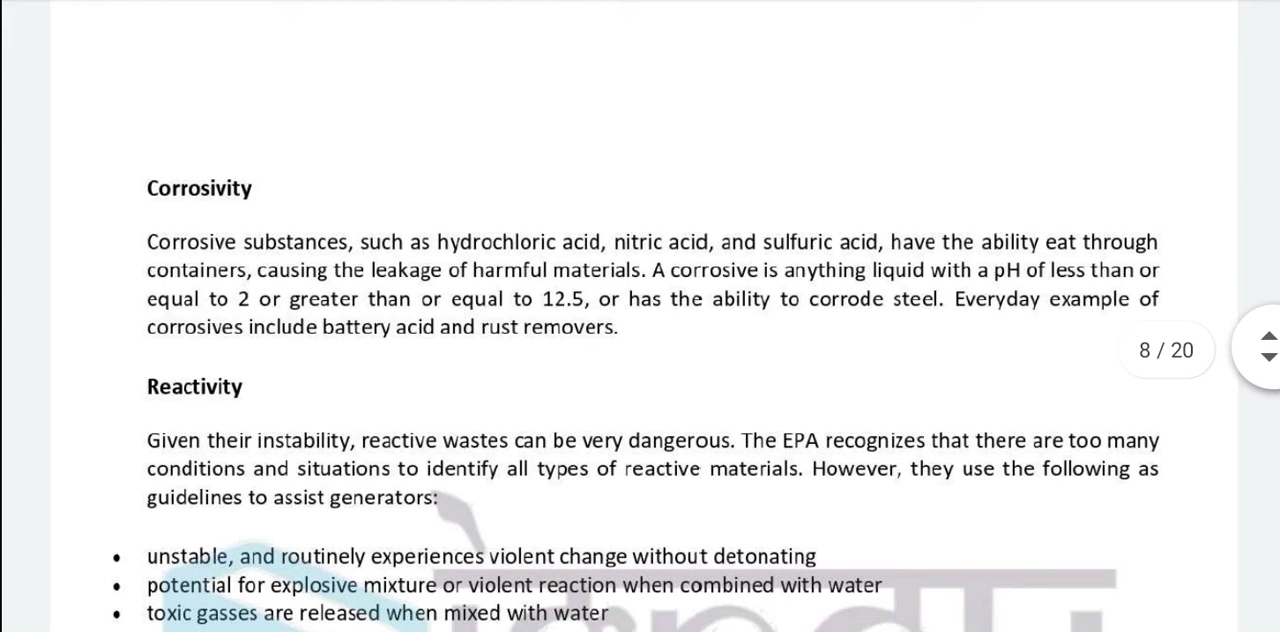 Corrosivity
Corrosive substances, such as hydrochloric acid, nitric acid, and sulfuric acid, have the ability eat through
containers, causing the leakage of harmful materials. A corrosive is anything liquid with a pH of less than or
equal to 2 or greater than or equal to 12.5, or has the ability to corrode steel. Everyday example of
corrosives include battery acid and rust removers.
8 / 20
Reactivity
Given their instability, reactive wastes can be very dangerous. The EPA recognizes that there are too many
conditions and situations to identify all types of reactive materials. However, they use the following as
guidelines to assist generators:
• unstable, and routinely experiences violent change without detonating
• potential for explosive mixture or violent reaction when combined with water
• toxic gasses are released when mixed with water